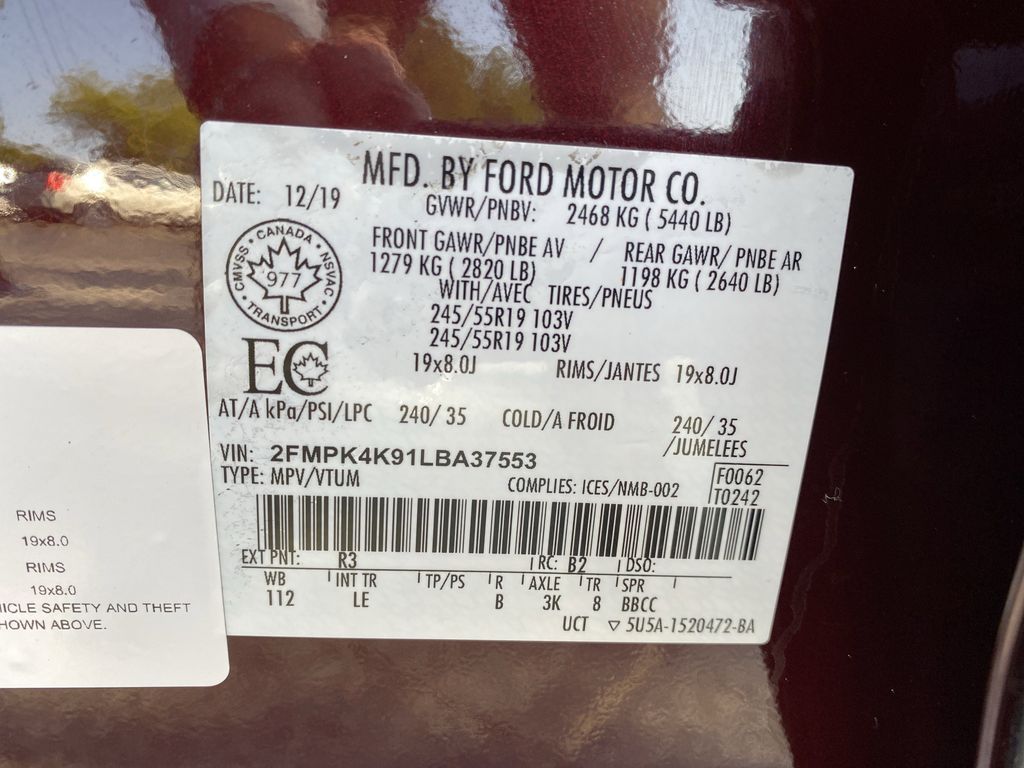 MFD. BY FORD MOTOR CO.
DATE: 12/19
GVWR/PNBV: 2468 KG ( 5440 LB)
FRONT GAWR/PNBE AV / REAR GAWR/ PNBE AR
1279 KG ( 2820 LB) 1198 KG ( 2640 LB)
WITH/AVEC TIRES/PNEUS
245/55R19 103V
245/55R19 103V
19x8.0J RIMS/JANTES 19x8.0J
CANADA
CMVSS · NSVAC
977
TRANSPORT
EC
AT/A kPa/PSI/LPC 240/ 35 COLD/A FROID 240/ 35
/JUMELEES
VIN: 2FMPK4K91LBA37553
TYPE: MPV/VTUM COMPLIES: ICES/NMB-002
F0062
T0242
EXT PNT: R3 RC: B2 DSO:
WB INT TR TP/PS R AXLE TR SPR
112 LE B 3K 8 BBCC
UCT ▽ 5U5A-1520472-BA
RIMS
19x8.0
RIMS
19x8.0
ICLE SAFETY AND THEFT
HOWN ABOVE.